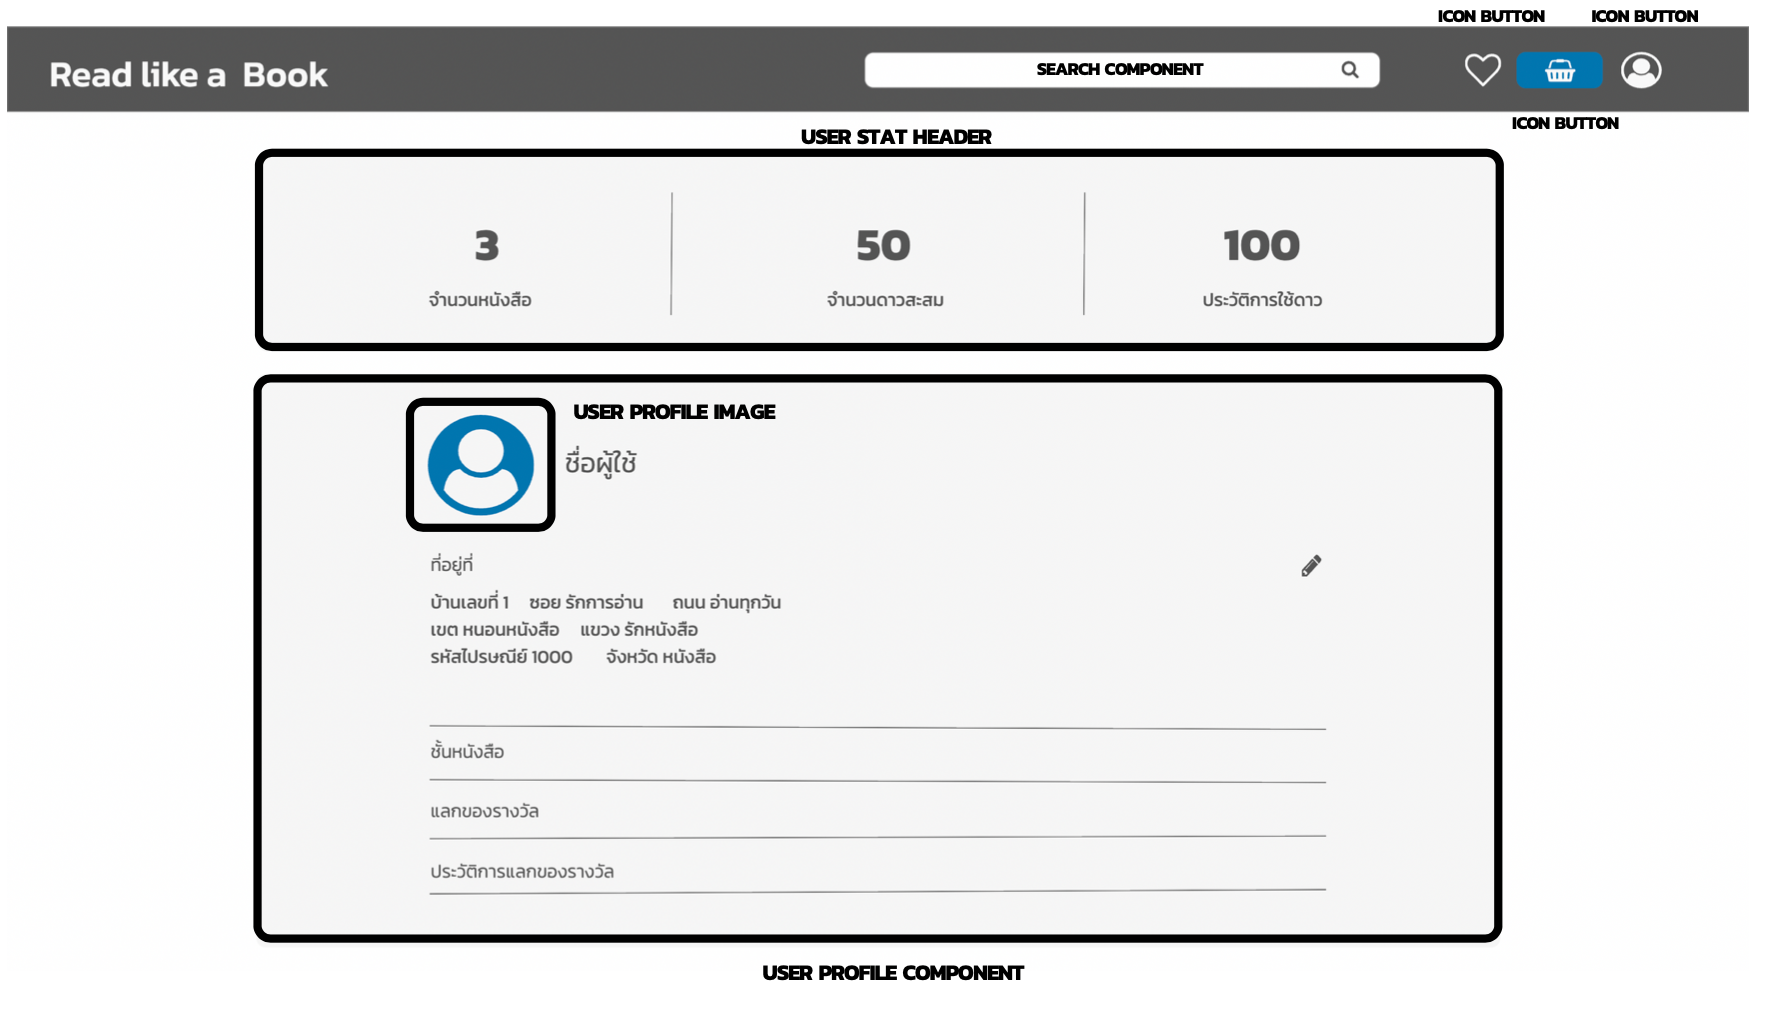 ICON BUTTON ICON BUTTON
Read like a Book
SEARCH COMPONENT
ICON BUTTON
USER STAT HEADER
3 50 100
จำนวนหนังสือ จำนวนดาวสะสม ประวัติการใช้ดาว
USER PROFILE IMAGE
ชื่อผู้ใช้
ที่อยู่ที่
บ้านเลขที่ 1 ซอย รักการอ่าน ถนน อ่านทุกวัน
เขต หนอนหนังสือ แขวง รักหนังสือ
รหัสไปรษณีย์ 1000 จังหวัด หนังสือ
ชั้นหนังสือ
แลกของรางวัล
ประวัติการแลกของรางวัล
USER PROFILE COMPONENT